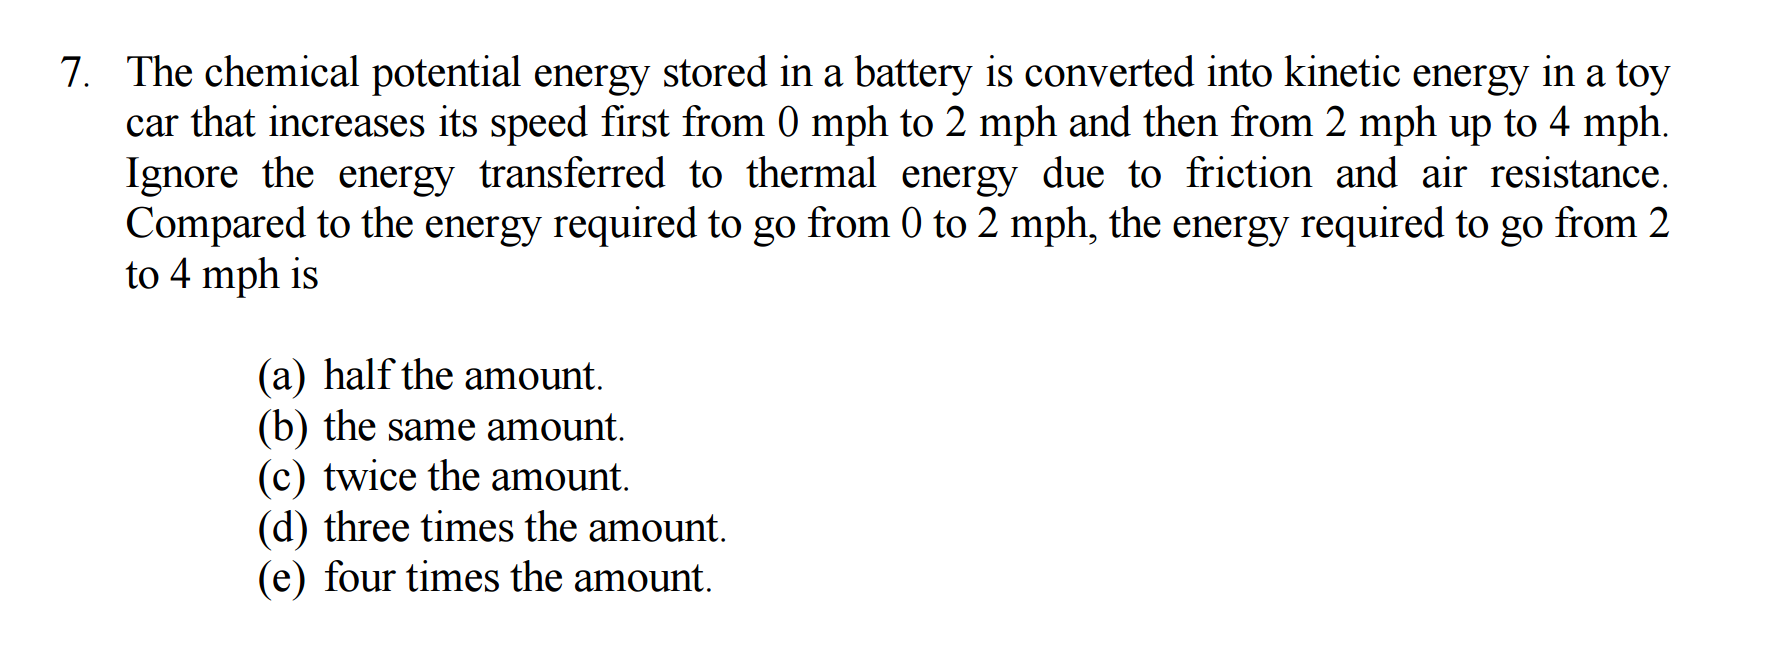 7. The chemical potential energy stored in a battery is converted into kinetic energy in a toy
car that increases its speed first from 0 mph to 2 mph and then from 2 mph up to 4 mph.
Ignore the energy transferred to thermal energy due to friction and air resistance.
Compared to the energy required to go from 0 to 2 mph, the energy required to go from 2
to 4 mph is
(a) half the amount.
(b) the same amount.
(c) twice the amount.
(d) three times the amount.
(e) four times the amount.